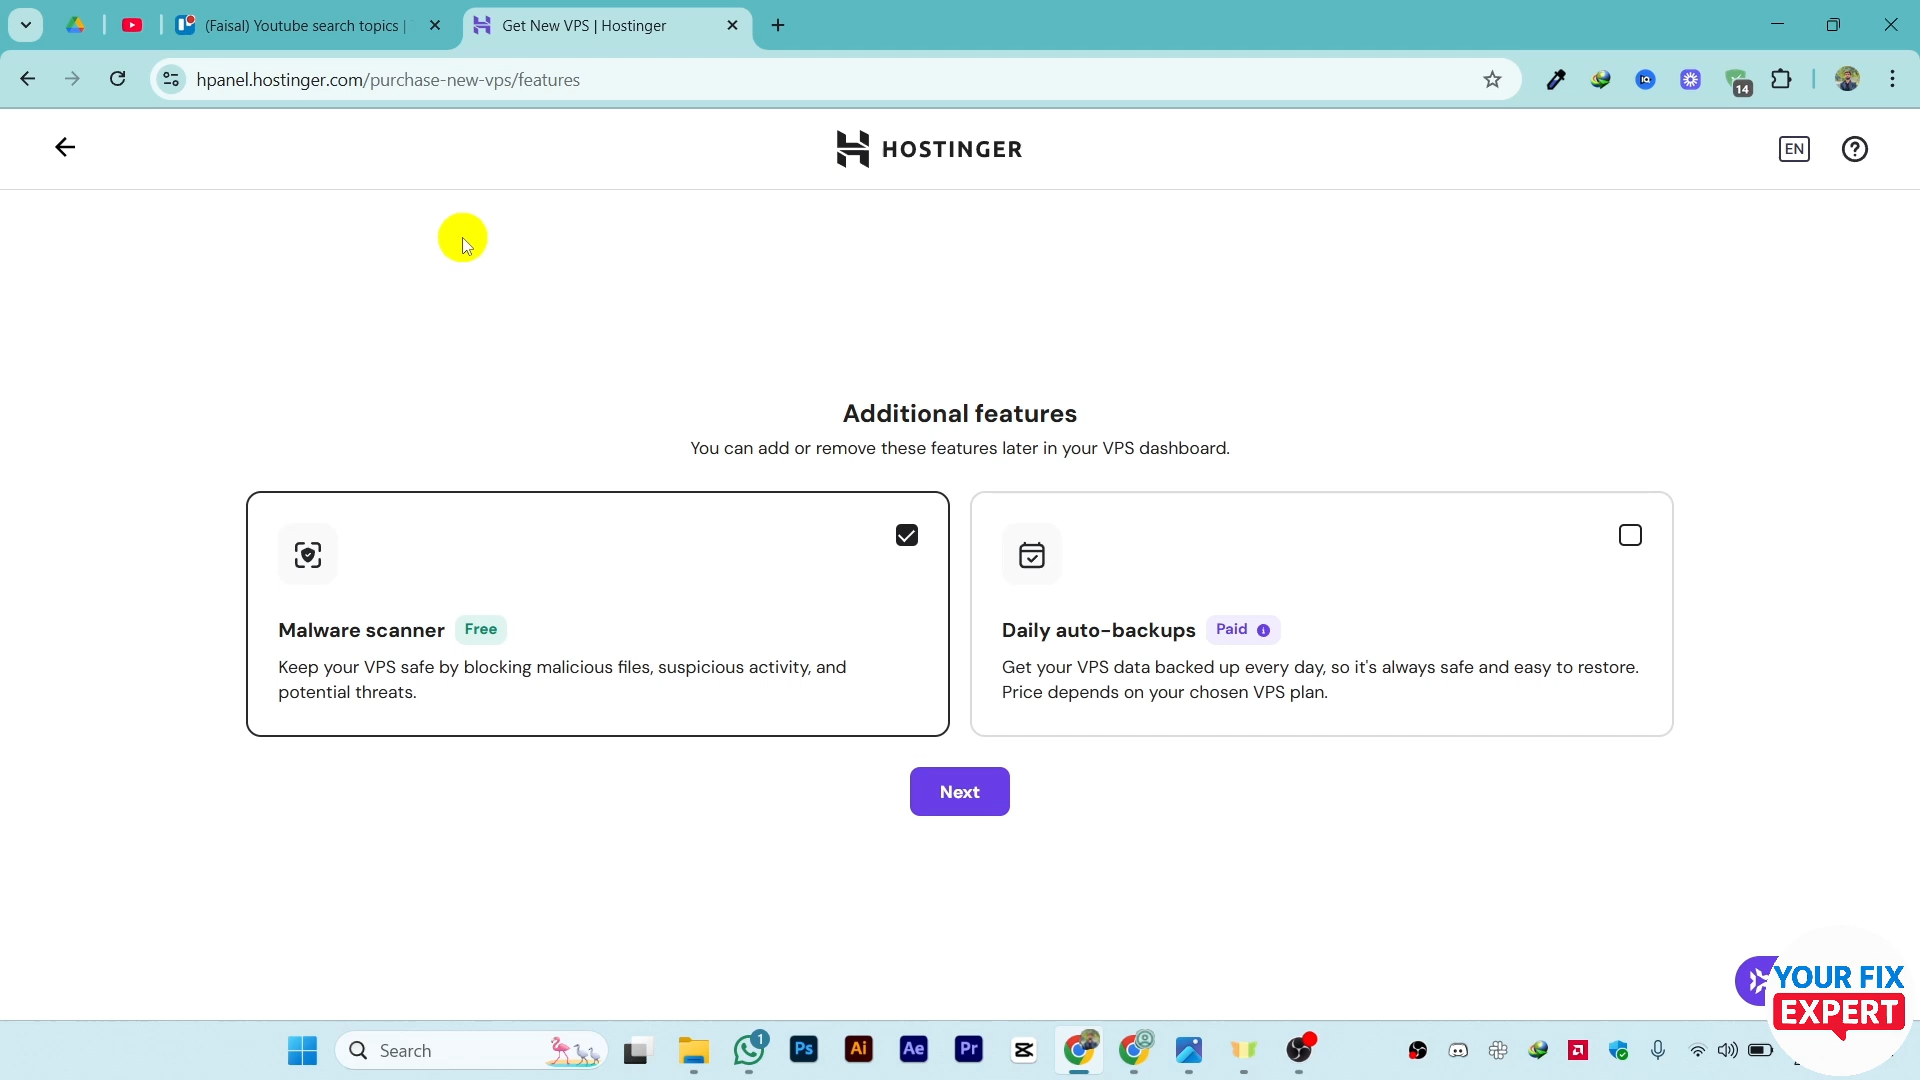 (Faisal) Youtube search topics |
Get New VPS | Hostinger
hpanel.hostinger.com/purchase-new-vps/features
14
HOSTINGER
EN
Additional features
You can add or remove these features later in your VPS dashboard.
Malware scanner Free
Keep your VPS safe by blocking malicious files, suspicious activity, and
potential threats.
Daily auto-backups Paid
Get your VPS data backed up every day, so it's always safe and easy to restore.
Price depends on your chosen VPS plan.
Next
YOUR FIX
EXPERT
Search
1
Ps
Ai
Ae
Pr